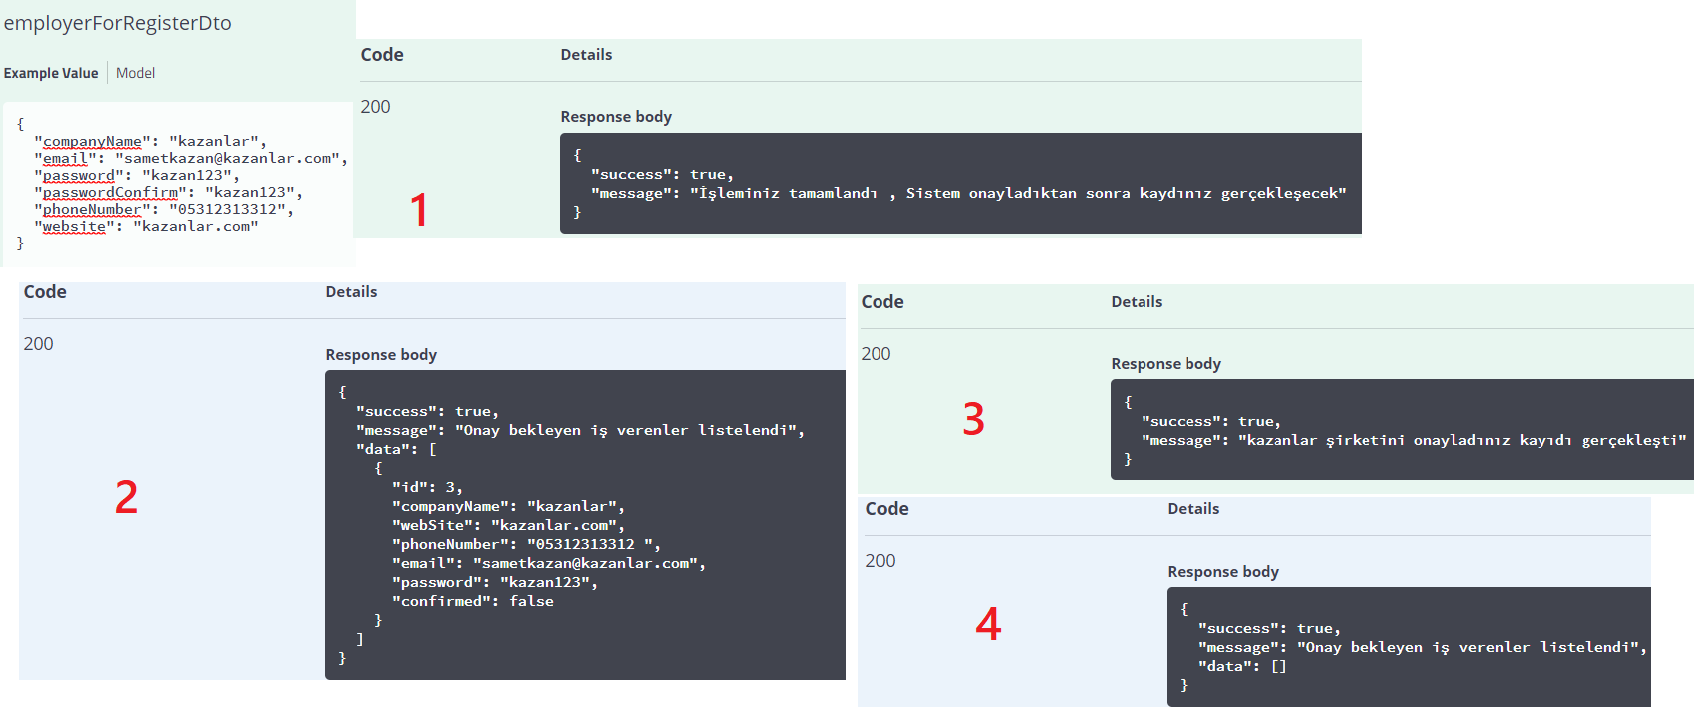 employerForRegisterDto
Example Value Model
{
"companyName": "kazanlar",
"email": "sametkazan@kazanlar.com",
"password": "kazan123",
"passwordConfirm": "kazan123",
"phoneNumber": "05312313312",
"website": "kazanlar.com"
}
Code Details
200
Response body
{
"success": true,
"message": "İşleminiz tamamlandı , Sistem onayladıktan sonra kaydınız gerçekleşecek"
}
1
Code Details
200
Response body
{
"success": true,
"message": "Onay bekleyen iş verenler listelendi",
"data": [
{
"id": 3,
"companyName": "kazanlar",
"webSite": "kazanlar.com",
"phoneNumber": "05312313312 ",
"email": "sametkazan@kazanlar.com",
"password": "kazan123",
"confirmed": false
}
]
}
2
Code Details
200
Response body
{
"success": true,
"message": "kazanlar şirketini onayladınız kayıdı gerçekleşti"
}
3
Code Details
200
Response body
{
"success": true,
"message": "Onay bekleyen iş verenler listelendi",
"data": []
}
4